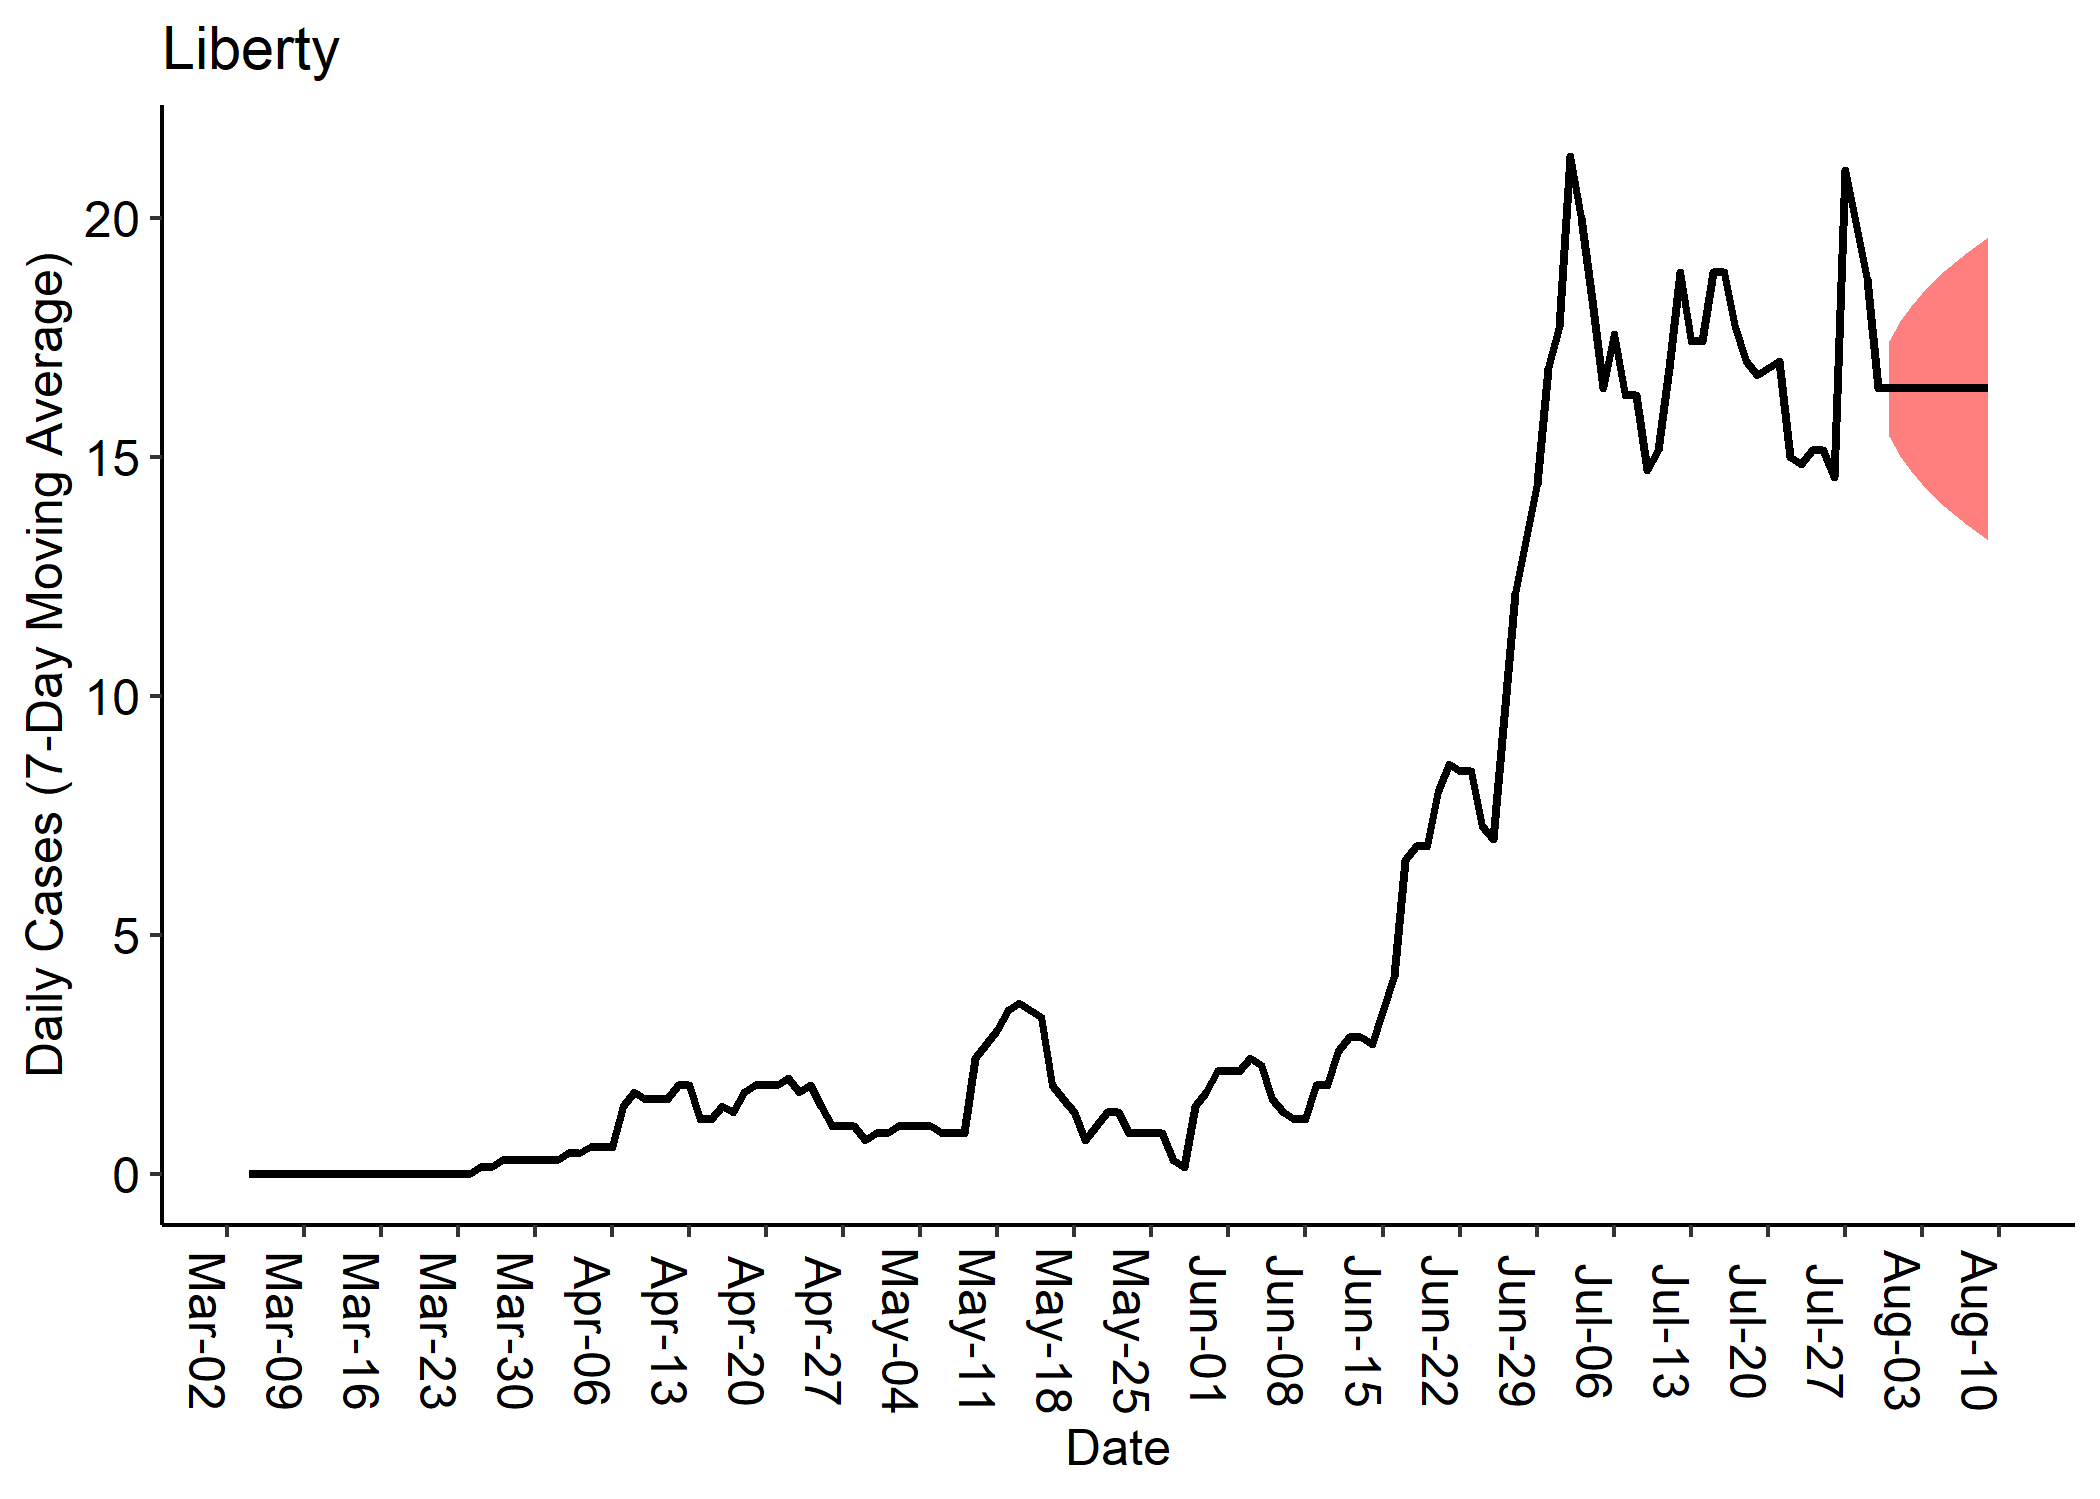 Liberty
Daily Cases (7-Day Moving Average)
20
15
10
5
0
Mar-02
Mar-09
Mar-16
Mar-23
Mar-30
Apr-06
Apr-13
Apr-20
Apr-27
May-04
May-11
May-18
May-25
Jun-01
Jun-08
Jun-15
Jun-22
Jun-29
Jul-06
Jul-13
Jul-20
Jul-27
Aug-03
Aug-10
Date